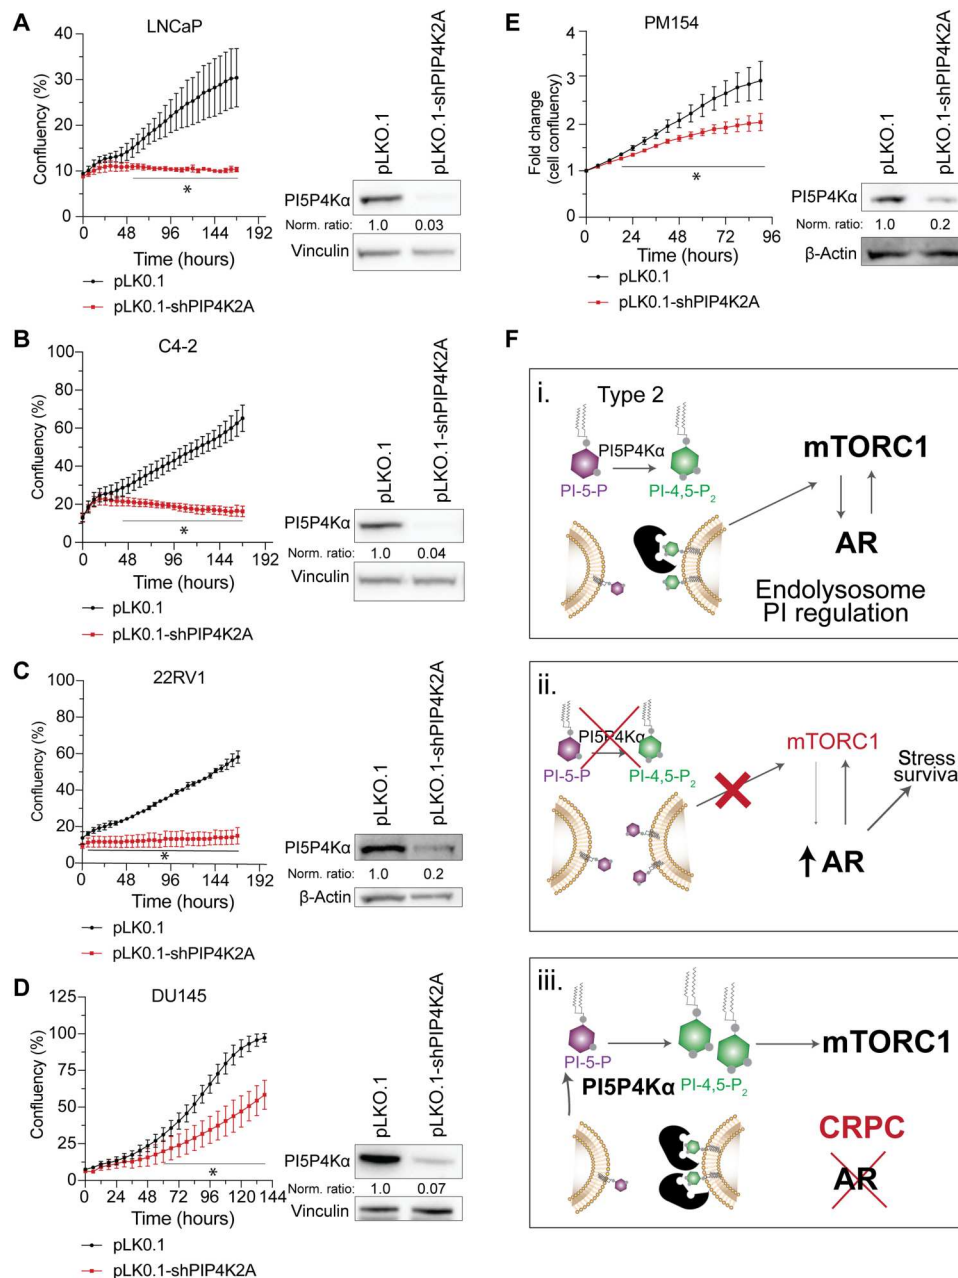 A
LNCaP
Confluency (%)
40
30
20
10
0
0 48 96 144 192
Time (hours)
*
pLK0.1
pLK0.1-shPIP4K2A
pLKO.1
pLKO.1-shPIP4K2A
PI5P4Kα
Norm. ratio: 1.0 0.03
Vinculin
B
C4-2
Confluency (%)
100
80
60
40
20
0
0 48 96 144 192
Time (hours)
*
pLK0.1
pLK0.1-shPIP4K2A
pLKO.1
pLKO.1-shPIP4K2A
PI5P4Kα
Norm. ratio: 1.0 0.04
Vinculin
C
22RV1
Confluency (%)
100
80
60
40
20
0
0 48 96 144 192
Time (hours)
*
pLK0.1
pLK0.1-shPIP4K2A
pLKO.1
pLKO.1-shPIP4K2A
PI5P4Kα
Norm. ratio: 1.0 0.2
β-Actin
D
DU145
Confluency (%)
125
100
75
50
25
0
0 24 48 72 96 120 144
Time (hours)
*
pLK0.1
pLK0.1-shPIP4K2A
pLKO.1
pLKO.1-shPIP4K2A
PI5P4Kα
Norm. ratio: 1.0 0.07
Vinculin
E
PM154
Fold change
(cell confluency)
4
3
2
1
0
0 24 48 72 96
Time (hours)
*
pLK0.1
pLK0.1-shPIP4K2A
pLKO.1
pLKO.1-shPIP4K2A
PI5P4Kα
Norm. ratio: 1.0 0.2
β-Actin
F
i.
Type 2
PI5P4Kα
PI-5-P
PI-4,5-P2
mTORC1
AR
Endolysosome
PI regulation
ii.
PI5P4Kα
PI-5-P
PI-4,5-P2
mTORC1
Stress
survival
AR
iii.
PI-5-P
PI5P4Kα
PI-4,5-P2
mTORC1
CRPC
AR